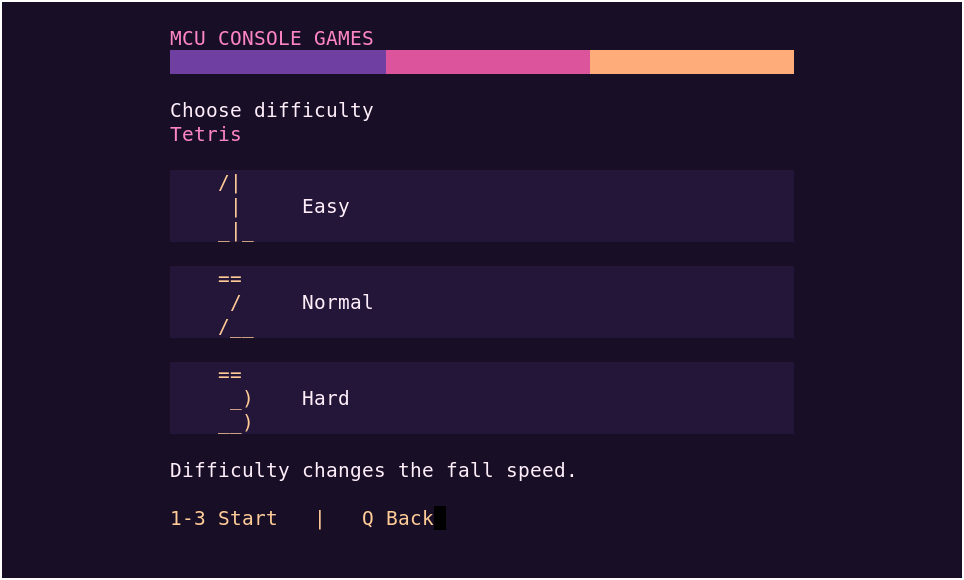 MCU CONSOLE GAMES
Choose difficulty
Tetris
/|
 |     Easy
_|_
==
 /     Normal
/__
==
 _)    Hard
__)
Difficulty changes the fall speed.
1-3 Start   |   Q Back